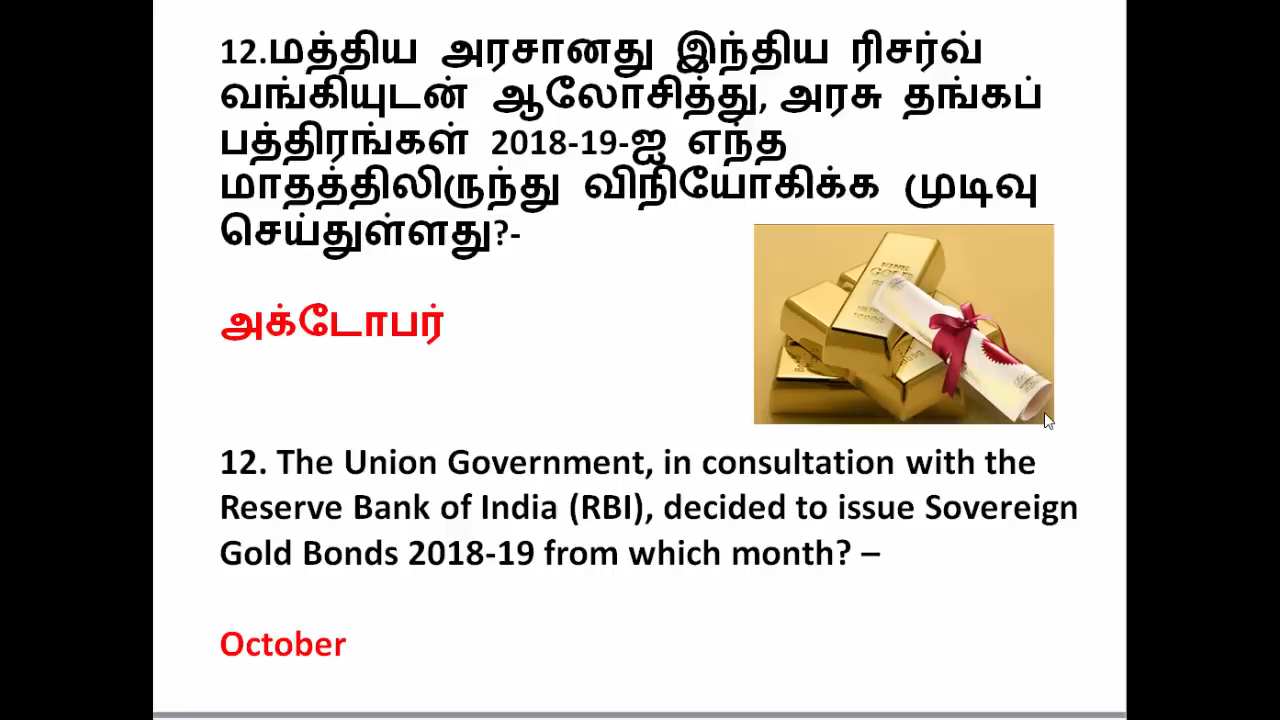 12.மத்திய அரசானது இந்திய ரிசர்வ்
வங்கியுடன் ஆலோசித்து, அரசு தங்கப்
பத்திரங்கள் 2018-19-ஐ எந்த
மாதத்திலிருந்து விநியோகிக்க முடிவு
செய்துள்ளது?-
அக்டோபர்
FINE
GOLD
12. The Union Government, in consultation with the
Reserve Bank of India (RBI), decided to issue Sovereign
Gold Bonds 2018-19 from which month? –
October